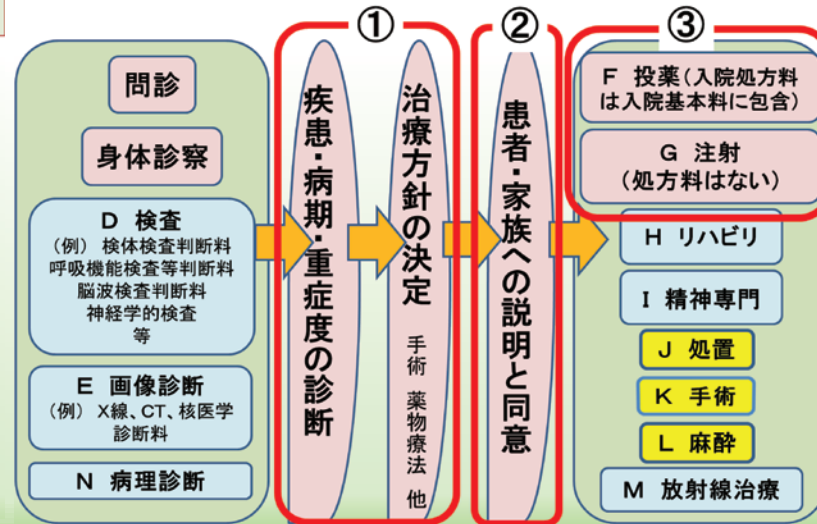 ①
②
③
問診
身体診察
D 検査
(例) 検体検査判断料
呼吸機能検査等判断料
脳波検査判断料
神経学的検査
等
E 画像診断
(例) X線、CT、核医学
診断料
N 病理診断
疾患・病期・重症度の診断
治療方針の決定
手術 薬物療法 他
患者・家族への説明と同意
F 投薬(入院処方料
は入院基本料に包含)
G 注射
(処方料はない)
H リハビリ
I 精神専門
J 処置
K 手術
L 麻酔
M 放射線治療